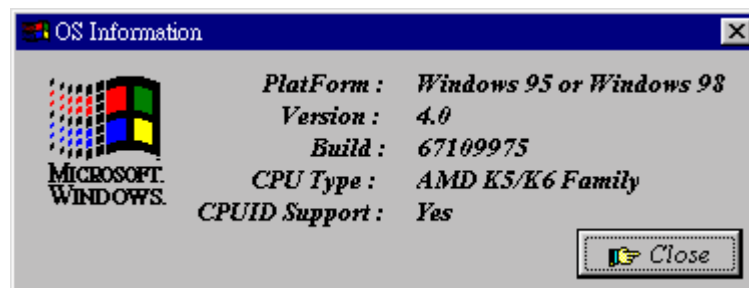 OS Information
PlatForm : Windows 95 or Windows 98
Version : 4.0
Build : 67109975
CPU Type : AMD K5/K6 Family
CPUID Support : Yes
MICROSOFT.
WINDOWS.
Close